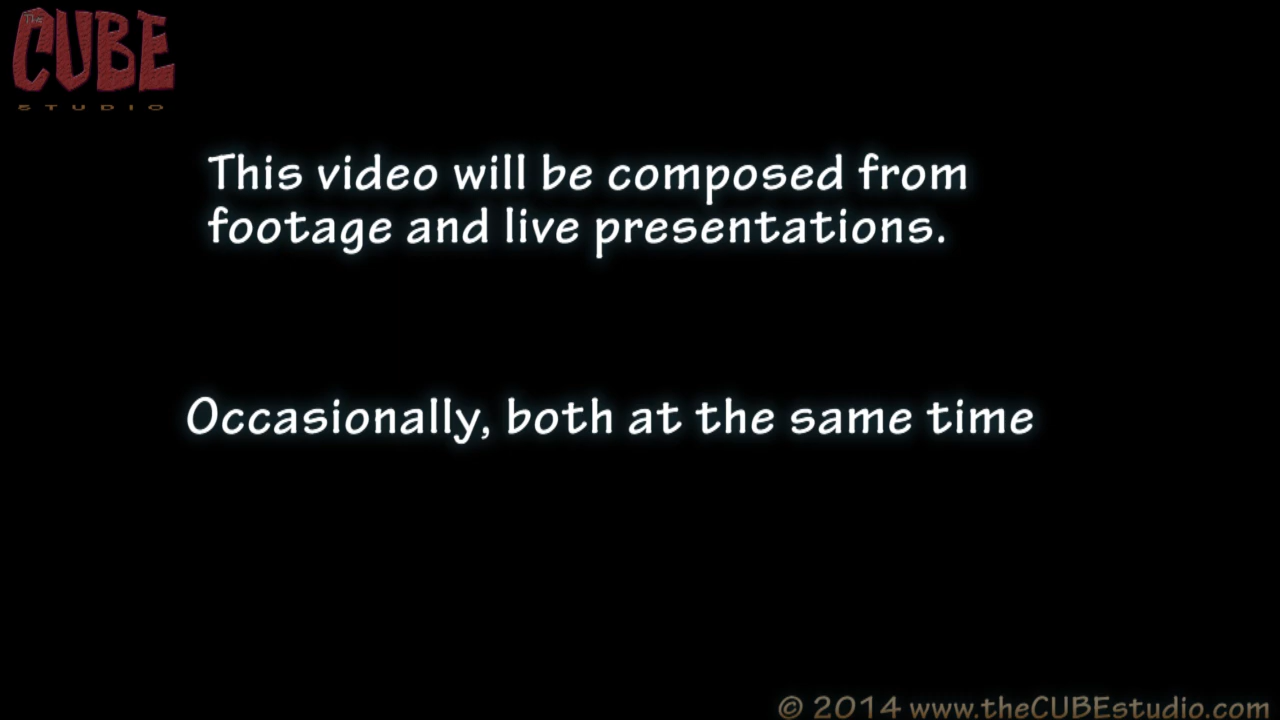 The
CUBE
STUDIO
This video will be composed from
footage and live presentations.
Occasionally, both at the same time
© 2014 www.theCUBEstudio.com